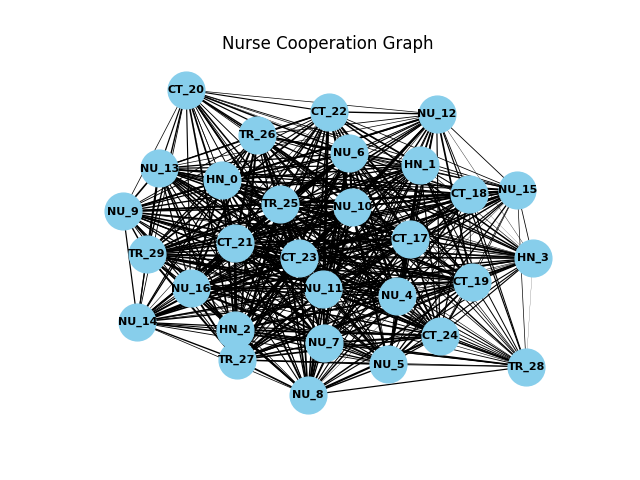 Nurse Cooperation Graph
CT_20
CT_22
NU_12
TR_26
NU_6
HN_1
NU_13
HN_0
CT_18
NU_15
NU_9
TR_25
NU_10
CT_21
CT_17
TR_29
CT_23
HN_3
NU_16
NU_11
NU_4
CT_19
NU_14
HN_2
NU_7
CT_24
TR_27
NU_5
TR_28
NU_8